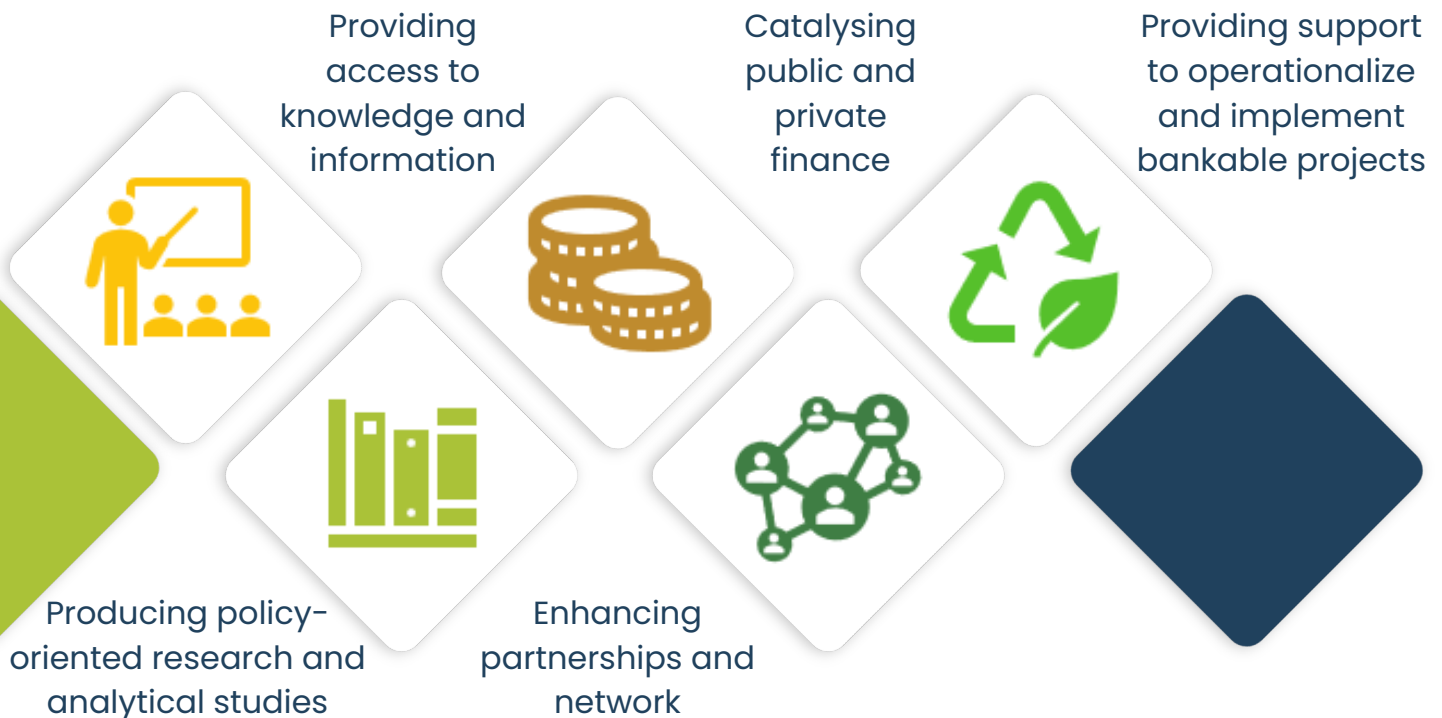 Providing
access to
knowledge and
information
Catalysing
public and
private
finance
Providing support
to operationalize
and implement
bankable projects
Producing policy-
oriented research and
analytical studies
Enhancing
partnerships and
network